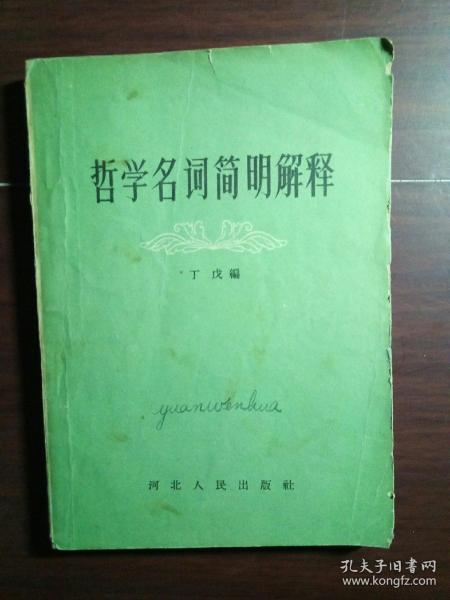 哲学名词简明解释
丁戊編
yuanwenhua
河北人民出版社
孔夫子旧书网
www.kongfz.com